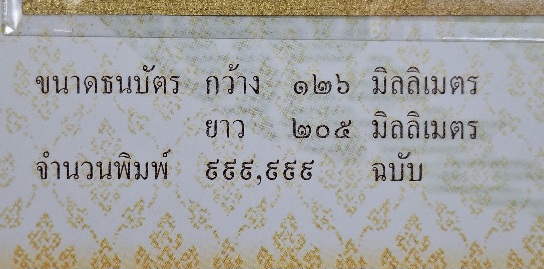 ขนาดธนบัตร กว้าง ๑๒๖ มิลลิเมตร
ยาว ๒๐๕ มิลลิเมตร
จำนวนพิมพ์ ๙๙๙,๙๙๙ ฉบับ